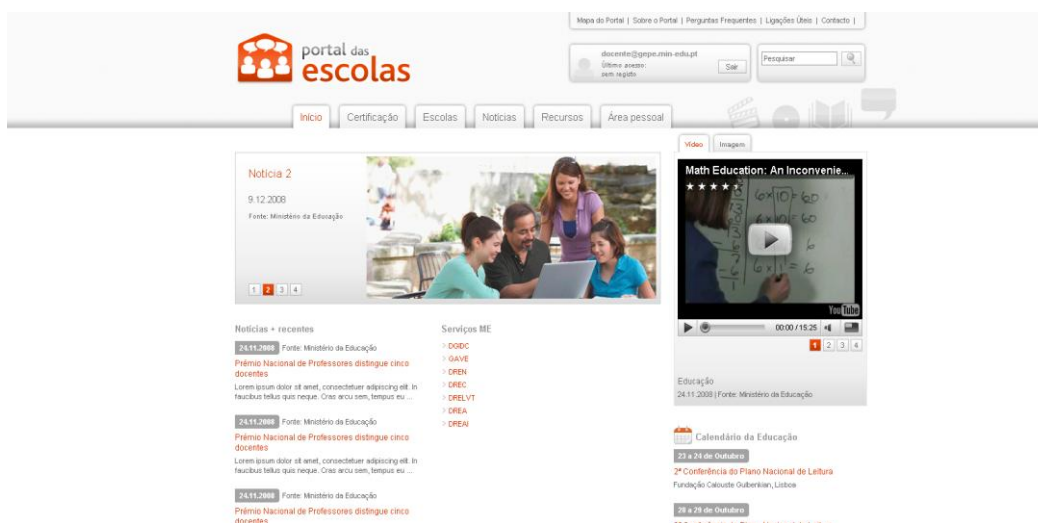 Mapa do Portal | Sobre o Portal | Perguntas Frequentes | Ligações Úteis | Contacto |
portal das
escolas
docente@gepe.min-edu.pt
Último acesso:
sem registo
Sair
Pesquisar
Início Certificação Escolas Notícias Recursos Área pessoal
Notícia 2
9.12.2008
Fonte: Ministério da Educação
1 2 3 4
Vídeo Imagem
Math Education: An Inconvenie...
6x10=60
YouTube
00:00 / 15:25
1 2 3 4
Educação
24.11.2008 | Fonte: Ministério da Educação
Notícias + recentes
24.11.2008 Fonte: Ministério da Educação
Prémio Nacional de Professores distingue cinco
docentes
Lorem ipsum dolor sit amet, consectetuer adipiscing elit. In
faucibus tellus quis neque. Cras arcu sem, tempus eu ...
24.11.2008 Fonte: Ministério da Educação
Prémio Nacional de Professores distingue cinco
docentes
Lorem ipsum dolor sit amet, consectetuer adipiscing elit. In
faucibus tellus quis neque. Cras arcu sem, tempus eu ...
24.11.2008 Fonte: Ministério da Educação
Prémio Nacional de Professores distingue cinco
docentes
Serviços ME
DGIDC
GAVE
DREN
DREC
DRELVT
DREA
DREAl
Calendário da Educação
23 a 24 de Outubro
2ª Conferência do Plano Nacional de Leitura
Fundação Calouste Gulbenkian, Lisboa
28 a 29 de Outubro